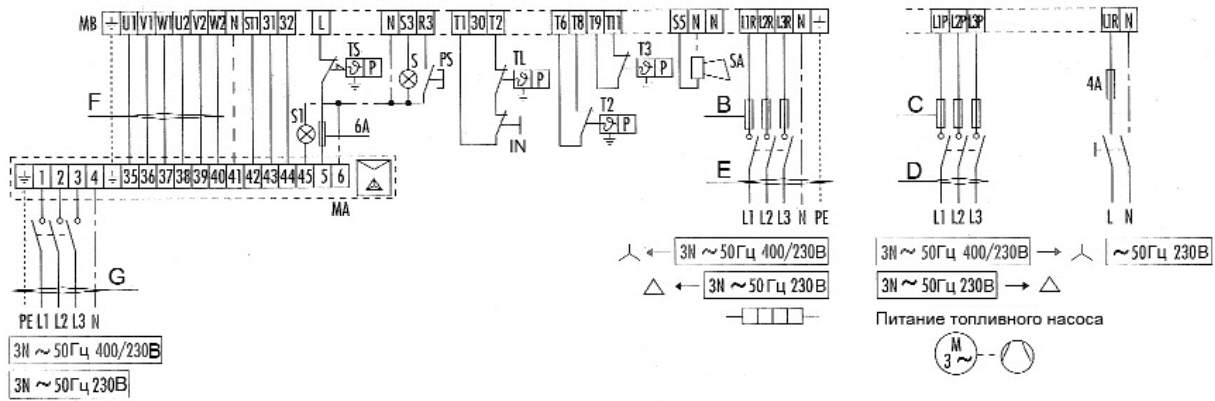 MB ⏚ U1 V1 W1 U2 V2 W2 N ST1 31 32 L N S3 R3 T1 30 T2 T6 T8 T9 T11 S5 N N L1R L2R L3R N ⏚ L1P L2P L3P L1R N
TS ϑ P S PS TL ϑ P T3 ϑ P SA
F S1 6A IN T2 ϑ P B C 4A
⏚ 1 2 3 4 ⏚ 35 36 37 38 39 40 41 42 43 44 45 5 6 E D
MA
L1 L2 L3 N PE L1 L2 L3 L N
3N ~ 50Гц 400/230В 3N ~ 50Гц 400/230В ~ 50Гц 230В
G
3N ~ 50Гц 230В 3N ~ 50Гц 230В
PE L1 L2 L3 N Питание топливного насоса
3N ~ 50Гц 400/230В M
3 ~
3N ~ 50Гц 230В